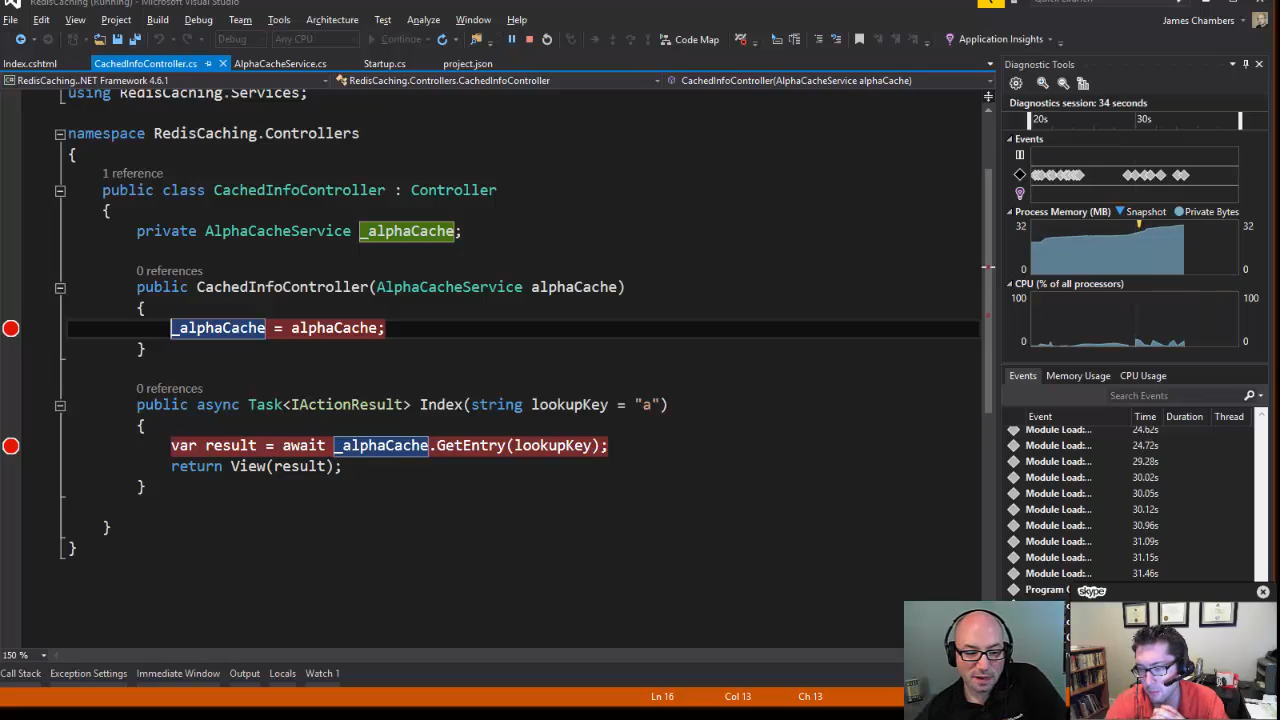 RedisCaching (Running) - Microsoft Visual Studio
File Edit View Project Build Debug Team Tools Architecture Test Analyze Window Help
James Chambers
Debug Any CPU Continue Code Map Application Insights
Index.cshtml CachedInfoController.cs AlphaCacheService.cs Startup.cs project.json
RedisCaching..NET Framework 4.6.1 RedisCaching.Controllers.CachedInfoController CachedInfoController(AlphaCacheService alphaCache)
using RedisCaching.Services;
namespace RedisCaching.Controllers
{
1 reference
public class CachedInfoController : Controller
{
private AlphaCacheService _alphaCache;
0 references
public CachedInfoController(AlphaCacheService alphaCache)
{
_alphaCache = alphaCache;
}
0 references
public async Task<IActionResult> Index(string lookupKey = "a")
{
var result = await _alphaCache.GetEntry(lookupKey);
return View(result);
}
}
}
150 %
Call Stack Exception Settings Immediate Window Output Locals Watch 1
Ln 16 Col 13 Ch 13
Diagnostic Tools
Diagnostics session: 34 seconds
20s 30s
Events
Process Memory (MB) Snapshot Private Bytes
32 32
0 0
CPU (% of all processors)
100 100
0 0
Events Memory Usage CPU Usage
Search Events
Event Time Duration Thread
Module Load:... 24.62s
Module Load:... 24.72s
Module Load:... 29.28s
Module Load:... 30.02s
Module Load:... 30.05s
Module Load:... 30.12s
Module Load:... 30.96s
Module Load:... 31.09s
Module Load:... 31.15s
Module Load:... 31.46s
Program
skype